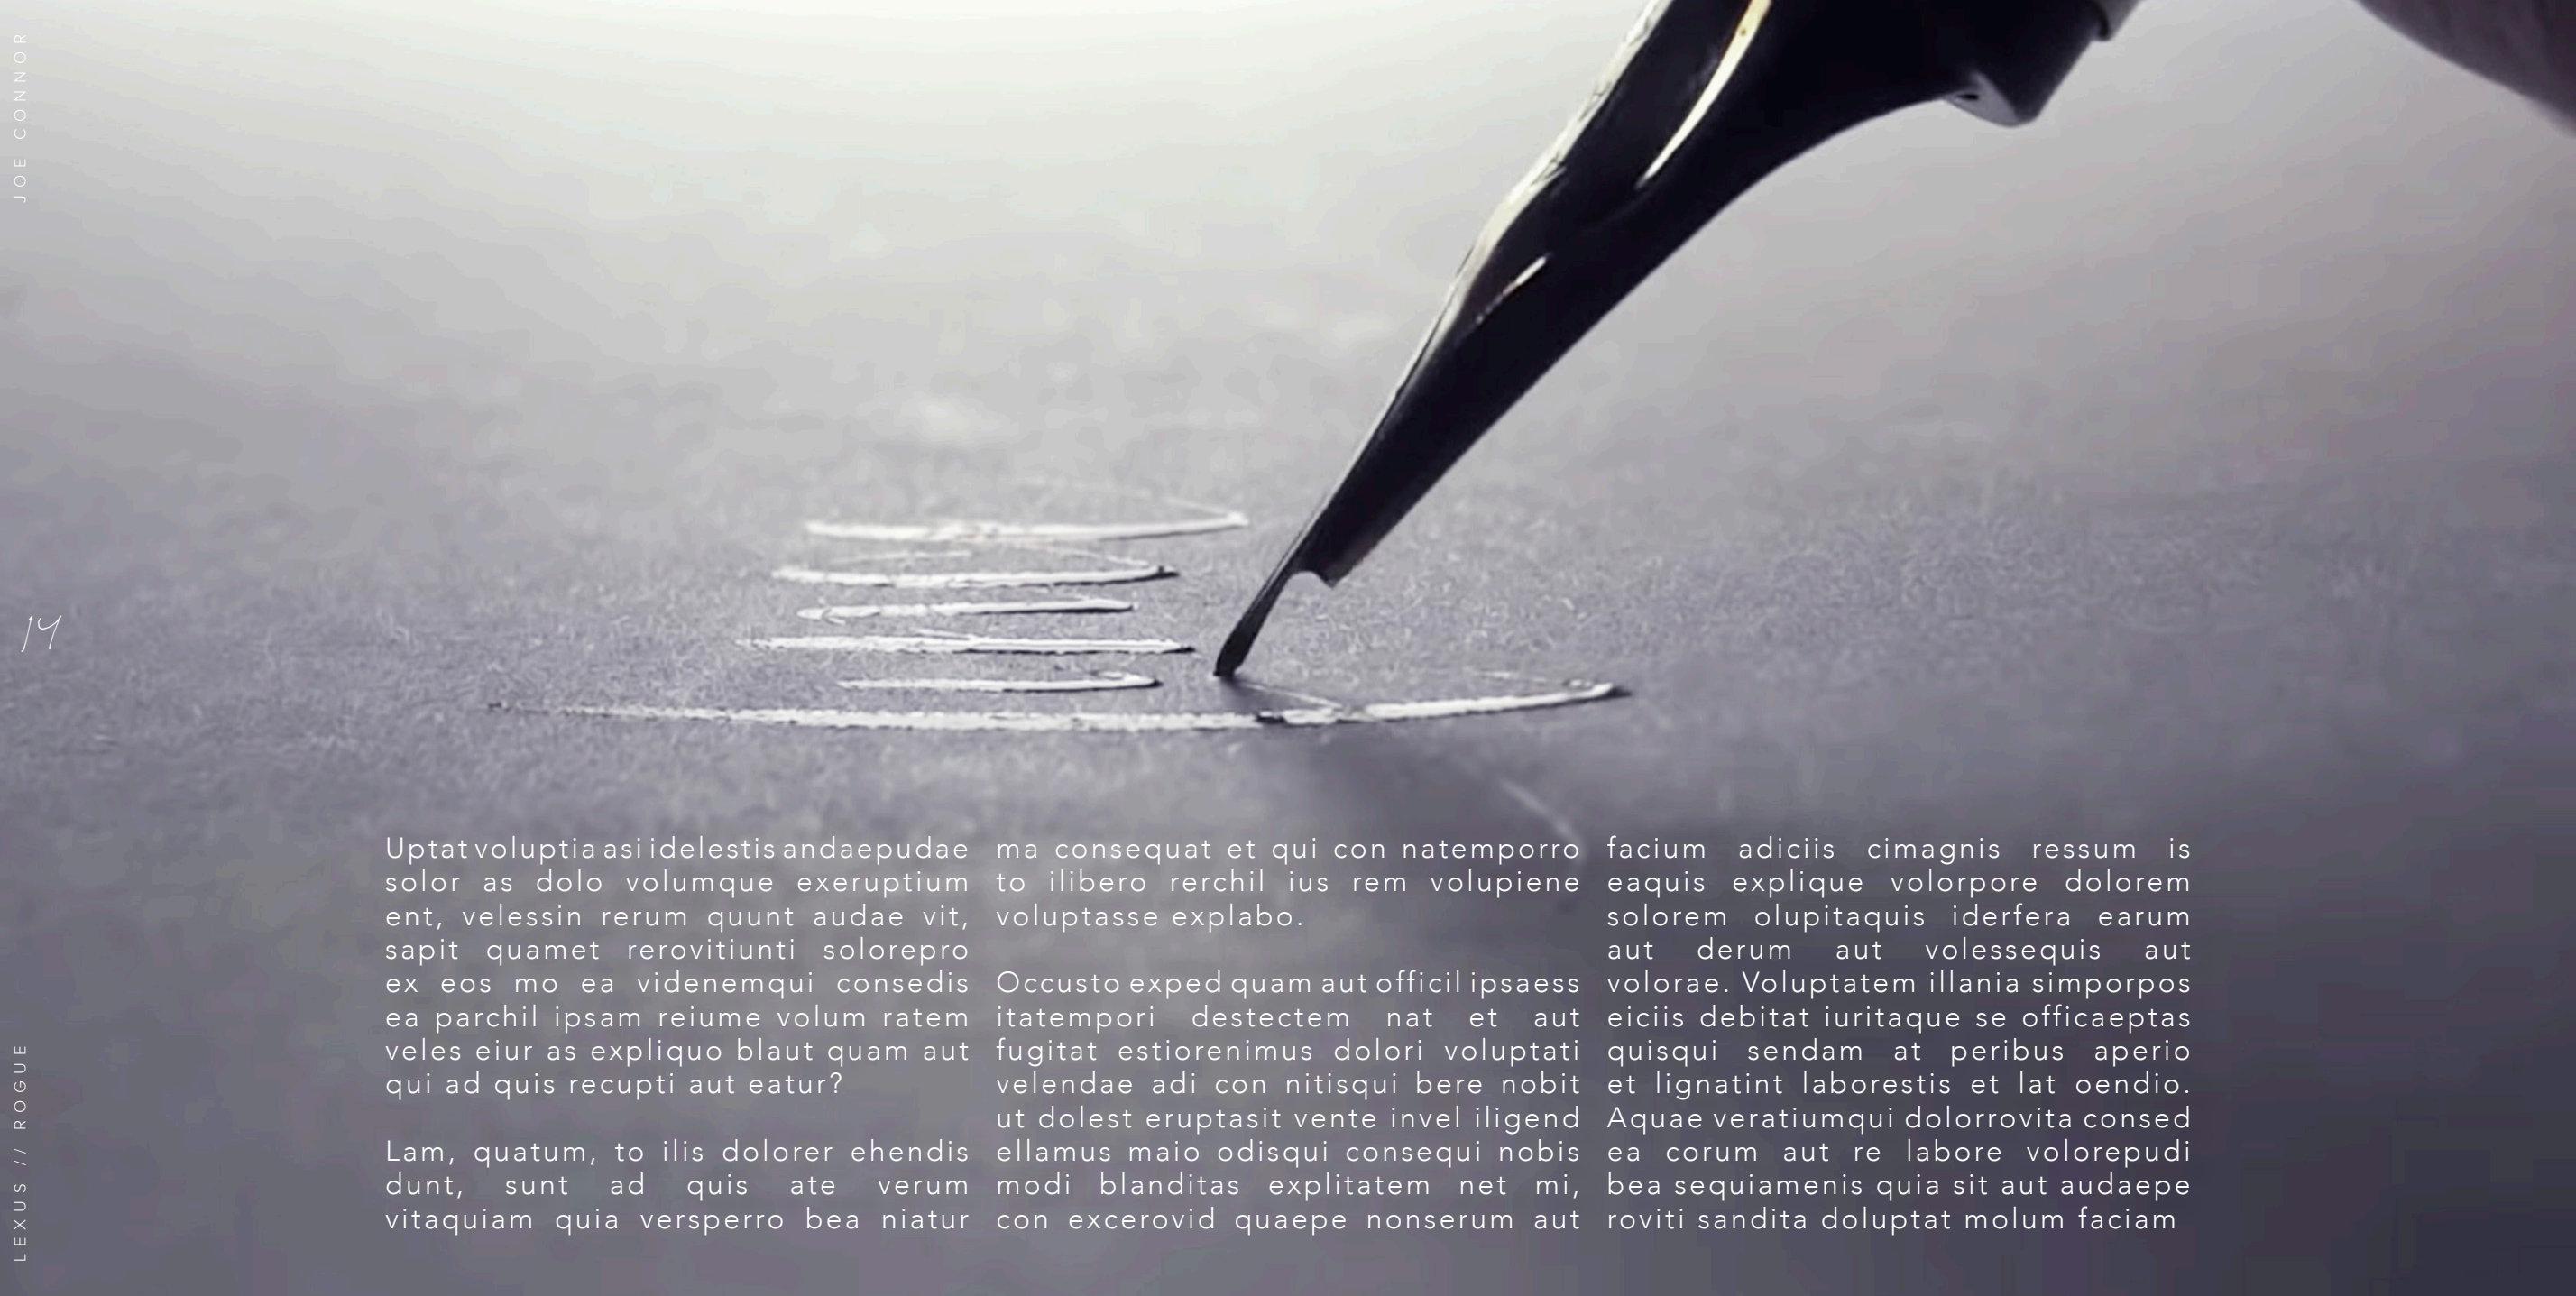 JOE CONNOR
14
LEXUS // ROGUE
Uptat voluptia asi idelestis andaepudae
solor as dolo volumque exeruptium
ent, velessin rerum quunt audae vit,
sapit quamet rerovitiunti solorepro
ex eos mo ea videnemqui consedis
ea parchil ipsam reiume volum ratem
veles eiur as expliquo blaut quam aut
qui ad quis recupti aut eatur?
Lam, quatum, to ilis dolorer ehendis
dunt, sunt ad quis ate verum
vitaquiam quia versperro bea niatur
ma consequat et qui con natemporro
to ilibero rerchil ius rem volupiene
voluptasse explabo.
Occusto exped quam aut officil ipsaess
itatempori destectem nat et aut
fugitat estiorenimus dolori voluptati
velendae adi con nitisqui bere nobit
ut dolest eruptasit vente invel iligend
ellamus maio odisqui consequi nobis
modi blanditas explitatem net mi,
con excerovid quaepe nonserum aut
facium adiciis cimagnis ressum is
eaquis explique volorpore dolorem
solorem olupitaquis iderfera earum
aut derum aut volessequis aut
volorae. Voluptatem illania simporpos
eiciis debitat iuritaque se officaeptas
quisqui sendam at peribus aperio
et lignatint laborestis et lat oendio.
Aquae veratiumqui dolorrovita consed
ea corum aut re labore volorepudi
bea sequiamenis quia sit aut audaepe
roviti sandita doluptat molum faciam